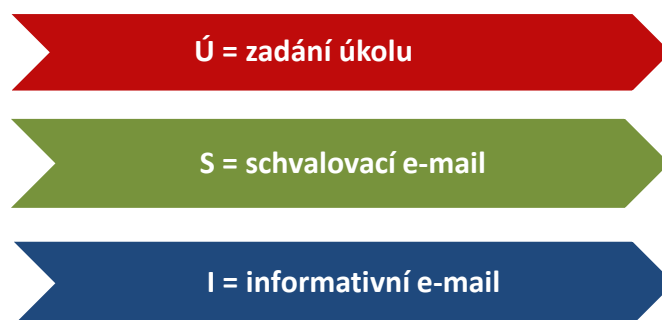 Ú = zadání úkolu
S = schvalovací e-mail
I = informativní e-mail